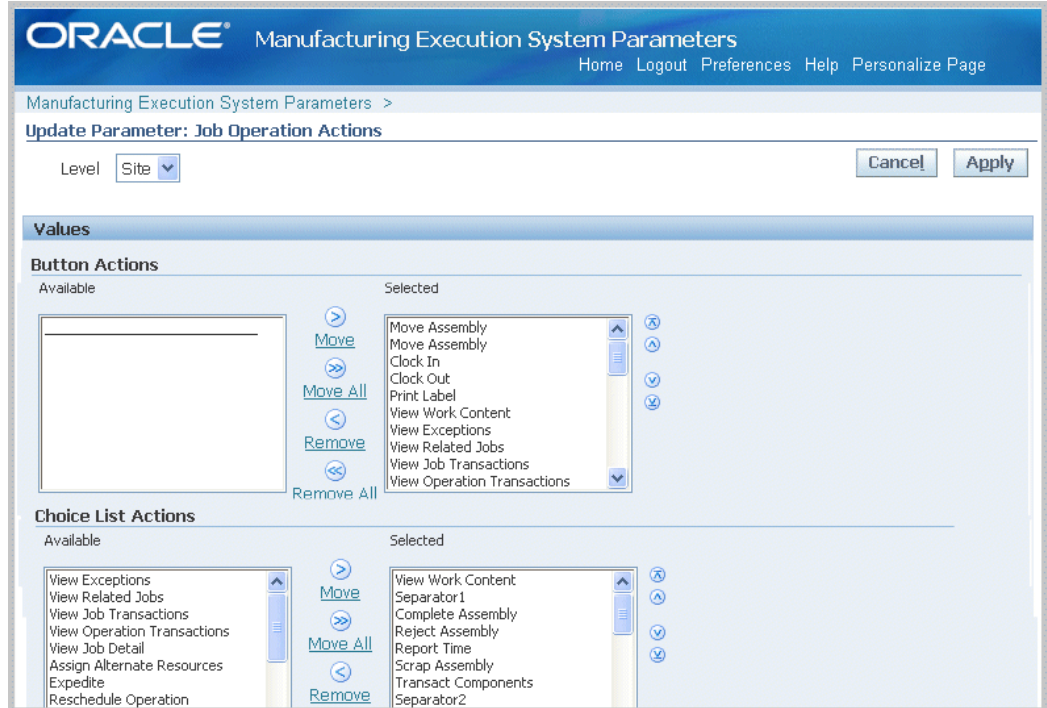 ORACLE® Manufacturing Execution System Parameters
Home Logout Preferences Help Personalize Page
Manufacturing Execution System Parameters >
Update Parameter: Job Operation Actions
Level Site Cancel Apply
Values
Button Actions
Available Selected
Move
Move All
Remove
Remove All
Move Assembly
Move Assembly
Clock In
Clock Out
Print Label
View Work Content
View Exceptions
View Related Jobs
View Job Transactions
View Operation Transactions
Choice List Actions
Available Selected
View Exceptions
View Related Jobs
View Job Transactions
View Operation Transactions
View Job Detail
Assign Alternate Resources
Expedite
Reschedule Operation
Move
Move All
Remove
View Work Content
Separator1
Complete Assembly
Reject Assembly
Report Time
Scrap Assembly
Transact Components
Separator2